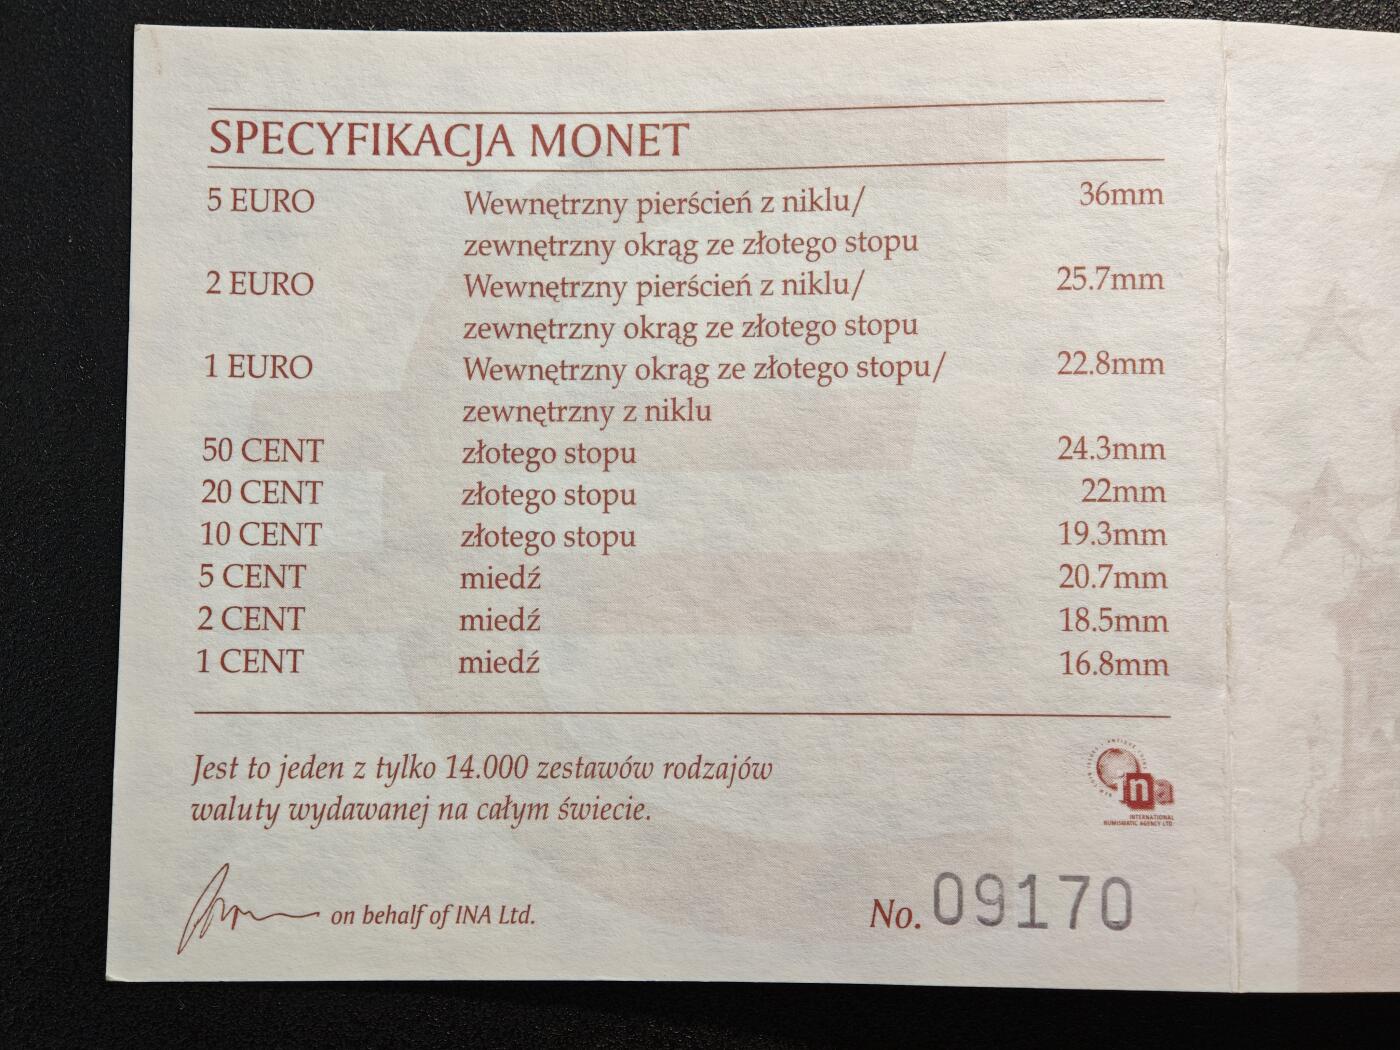 SPECYFIKACJA MONET
5 EURO Wewnętrzny pierścień z niklu/ 36mm
zewnętrzny okrąg ze złotego stopu
2 EURO Wewnętrzny pierścień z niklu/ 25.7mm
zewnętrzny okrąg ze złotego stopu
1 EURO Wewnętrzny okrąg ze złotego stopu/ 22.8mm
zewnętrzny z niklu
50 CENT złotego stopu 24.3mm
20 CENT złotego stopu 22mm
10 CENT złotego stopu 19.3mm
5 CENT miedź 20.7mm
2 CENT miedź 18.5mm
1 CENT miedź 16.8mm
Jest to jeden z tylko 14.000 zestawów rodzajów
waluty wydawanej na całym świecie.
na
INTERNATIONAL
NUMISMATIC AGENCY LTD
on behalf of INA Ltd.
No. 09170